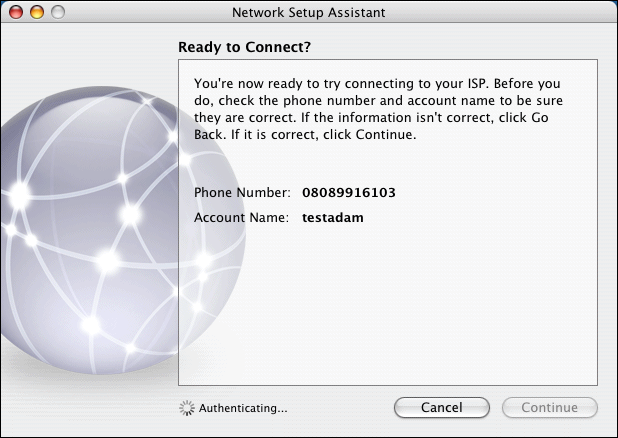 Network Setup Assistant
Ready to Connect?
You're now ready to try connecting to your ISP. Before you
do, check the phone number and account name to be sure
they are correct. If the information isn't correct, click Go
Back. If it is correct, click Continue.
Phone Number: 08089916103
Account Name: testadam
Authenticating...
Cancel
Continue